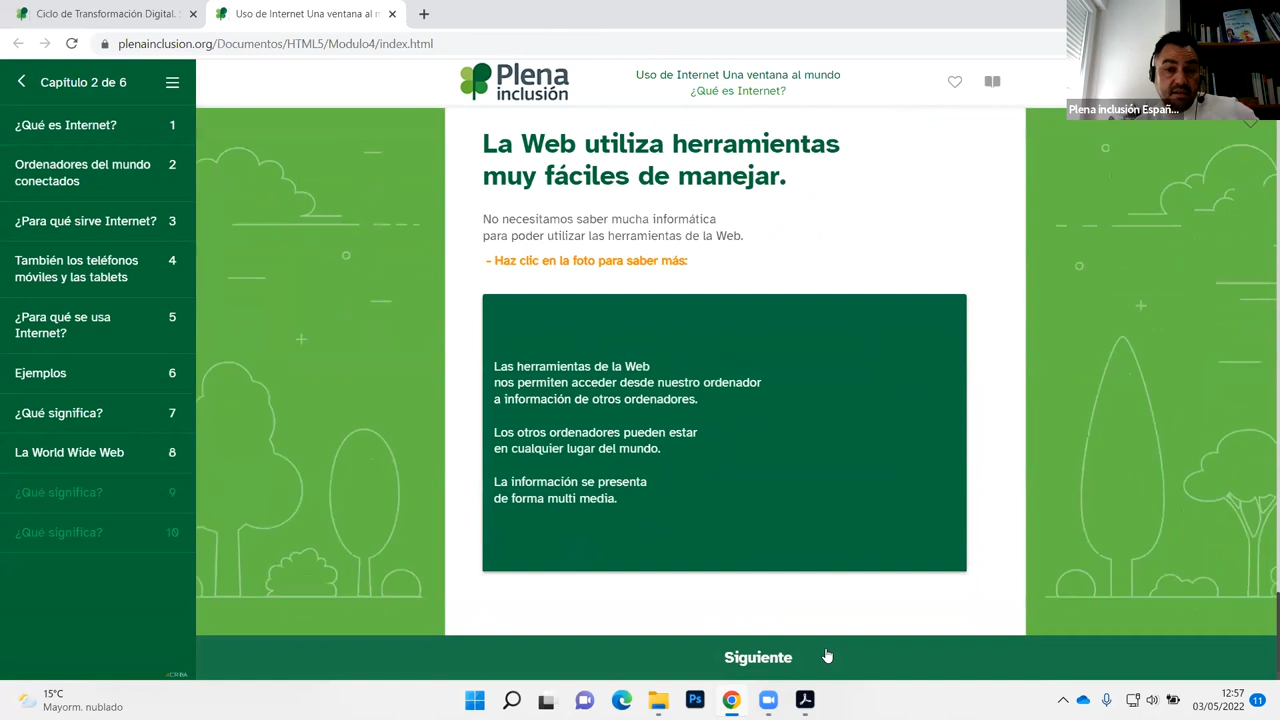 Ciclo de Transformación Digital.
Uso de Internet Una ventana al m
plenainclusion.org/Documentos/HTML5/Modulo4/index.html
Plena inclusión Españ...
Capítulo 2 de 6
¿Qué es Internet? 1
Ordenadores del mundo 2
conectados
¿Para qué sirve Internet? 3
También los teléfonos 4
móviles y las tablets
¿Para qué se usa 5
Internet?
Ejemplos 6
¿Qué significa? 7
La World Wide Web 8
¿Qué significa? 9
¿Qué significa? 10
ACRIBA
Plena
inclusión
Uso de Internet Una ventana al mundo
¿Qué es Internet?
La Web utiliza herramientas
muy fáciles de manejar.
No necesitamos saber mucha informática
para poder utilizar las herramientas de la Web.
- Haz clic en la foto para saber más:
Las herramientas de la Web
nos permiten acceder desde nuestro ordenador
a información de otros ordenadores.
Los otros ordenadores pueden estar
en cualquier lugar del mundo.
La información se presenta
de forma multi media.
Siguiente
15°C
Mayorm. nublado
Ps
12:57
03/05/2022
11